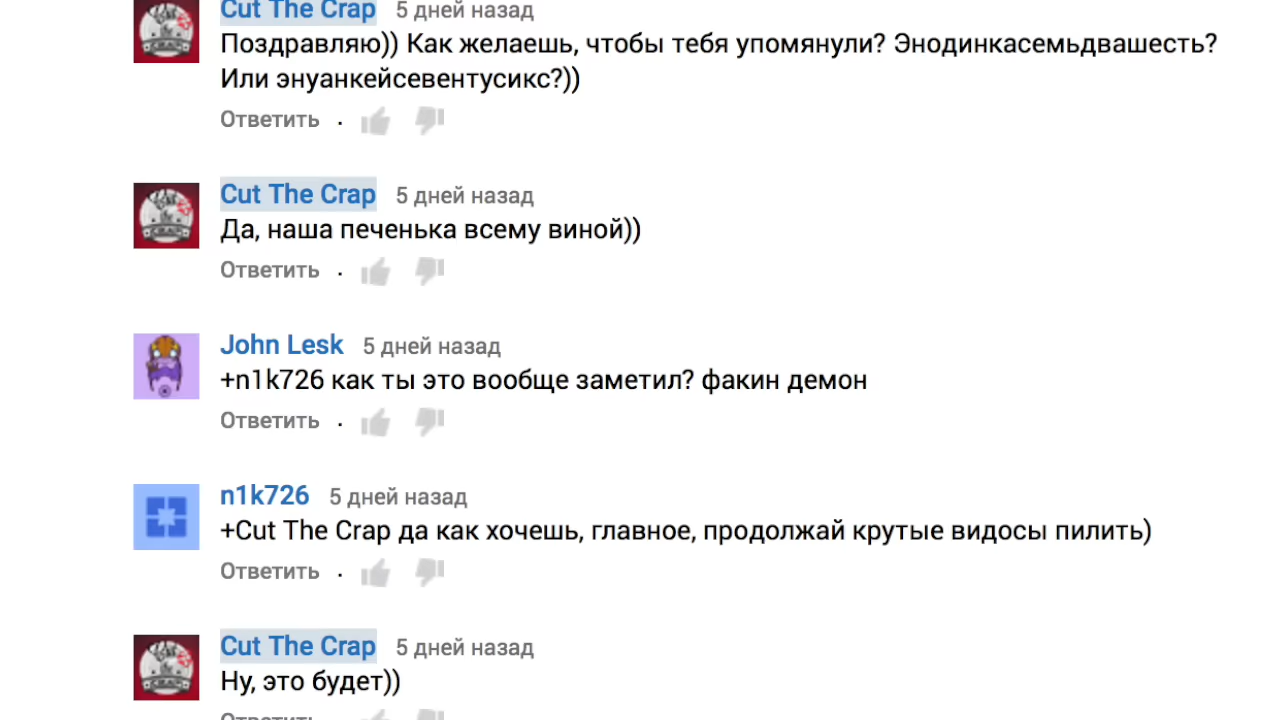 Cut The Crap 5 дней назад
Поздравляю)) Как желаешь, чтобы тебя упомянули? Энодинкасемьдвашесть?
Или энуанкейсевентусикс?))
Ответить ·
Cut The Crap 5 дней назад
Да, наша печенька всему виной))
Ответить ·
John Lesk 5 дней назад
+n1k726 как ты это вообще заметил? факин демон
Ответить ·
n1k726 5 дней назад
+Cut The Crap да как хочешь, главное, продолжай крутые видосы пилить)
Ответить ·
Cut The Crap 5 дней назад
Ну, это будет))
Ответить